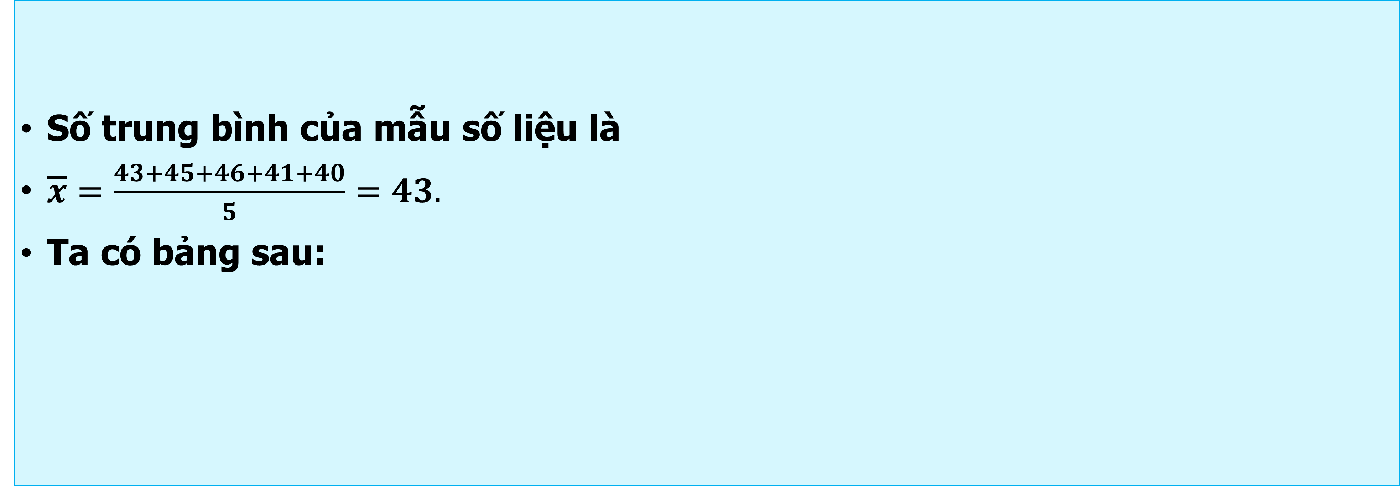 • Số trung bình của mẫu số liệu là
• x̄ = (43+45+46+41+40)/5 = 43.
• Ta có bảng sau: